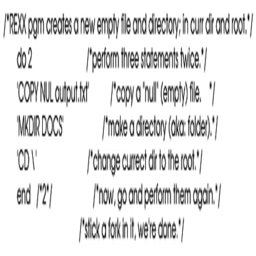 /*REXX pgm creates a new empty file and directory; in curr dir and root.*/
do 2 /*perform three statements twice.*/
'COPY NUL output.txt' /*copy a 'null' (empty) file. */
'MKDIR DOCS' /*make a directory (aka: folder).*/
'CD \' /*change currect dir to the root.*/
end /*2*/ /*now, go and perform them again.*/
/*stick a fork in it, we're done.*/